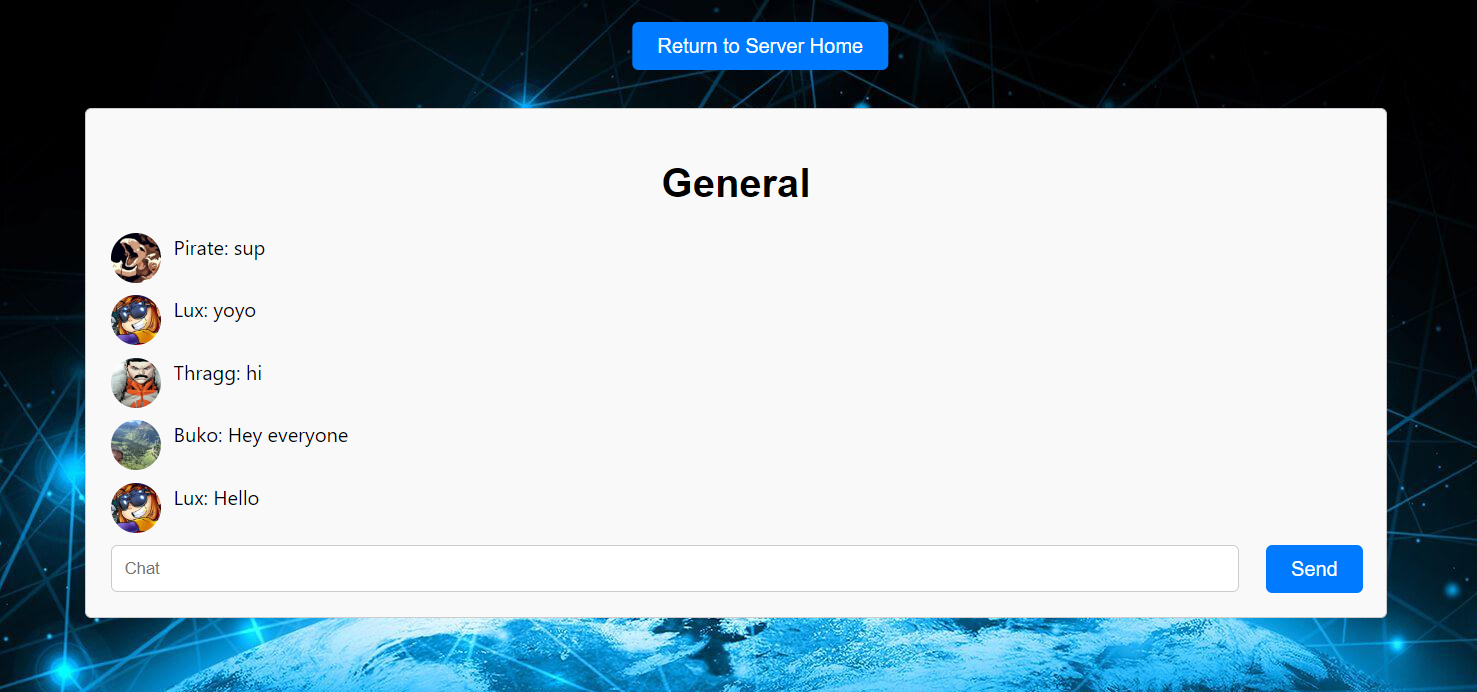 Return to Server Home
General
Pirate: sup
Lux: yoyo
Thragg: hi
Buko: Hey everyone
Lux: Hello
Chat
Send